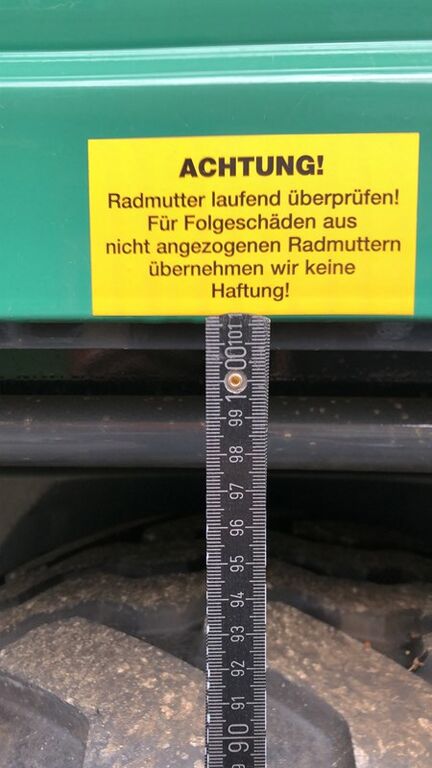 ACHTUNG!
Radmutter laufend überprüfen!
Für Folgeschäden aus
nicht angezogenen Radmuttern
übernehmen wir keine
Haftung!
101
100
99
98
97
96
95
94
93
92
91
90